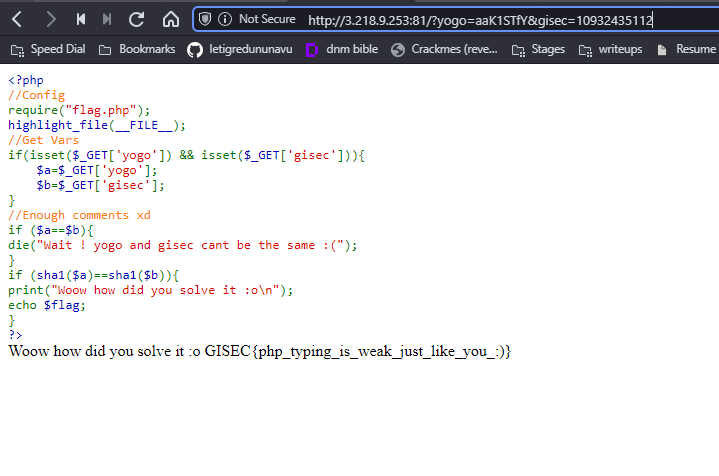 Not Secure http://3.218.9.253:81/?yogo=aaK1STfY&gisec=10932435112
Speed Dial Bookmarks letigredununavu dnm bible Crackmes (reve... Stages writeups Resume
<?php
//Config
require("flag.php");
highlight_file(__FILE__);
//Get Vars
if(isset($_GET['yogo']) && isset($_GET['gisec'])){
    $a=$_GET['yogo'];
    $b=$_GET['gisec'];
}
//Enough comments xd
if ($a==$b){
die("Wait ! yogo and gisec cant be the same :(");
}
if (sha1($a)==sha1($b)){
print("Woow how did you solve it :o\n");
echo $flag;
}
?>
Woow how did you solve it :o GISEC{php_typing_is_weak_just_like_you_:)}